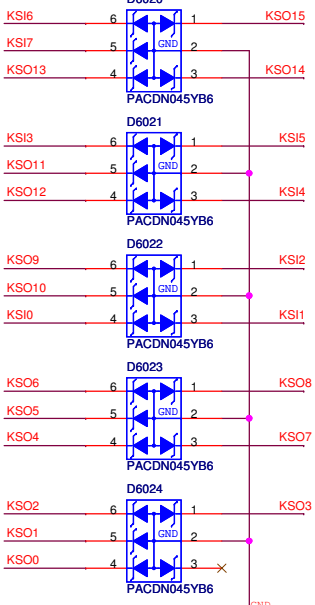 KSI6 6 1 KSO15
KSI7 5 GND 2
KSO13 4 3 KSO14
PACDN045YB6
D6021
KSI3 6 1 KSI5
KSO11 5 GND 2
KSO12 4 3 KSI4
PACDN045YB6
D6022
KSO9 6 1 KSI2
KSO10 5 GND 2
KSI0 4 3 KSI1
PACDN045YB6
D6023
KSO6 6 1 KSO8
KSO5 5 GND 2
KSO4 4 3 KSO7
PACDN045YB6
D6024
KSO2 6 1 KSO3
KSO1 5 GND 2
KSO0 4 3
PACDN045YB6
GND